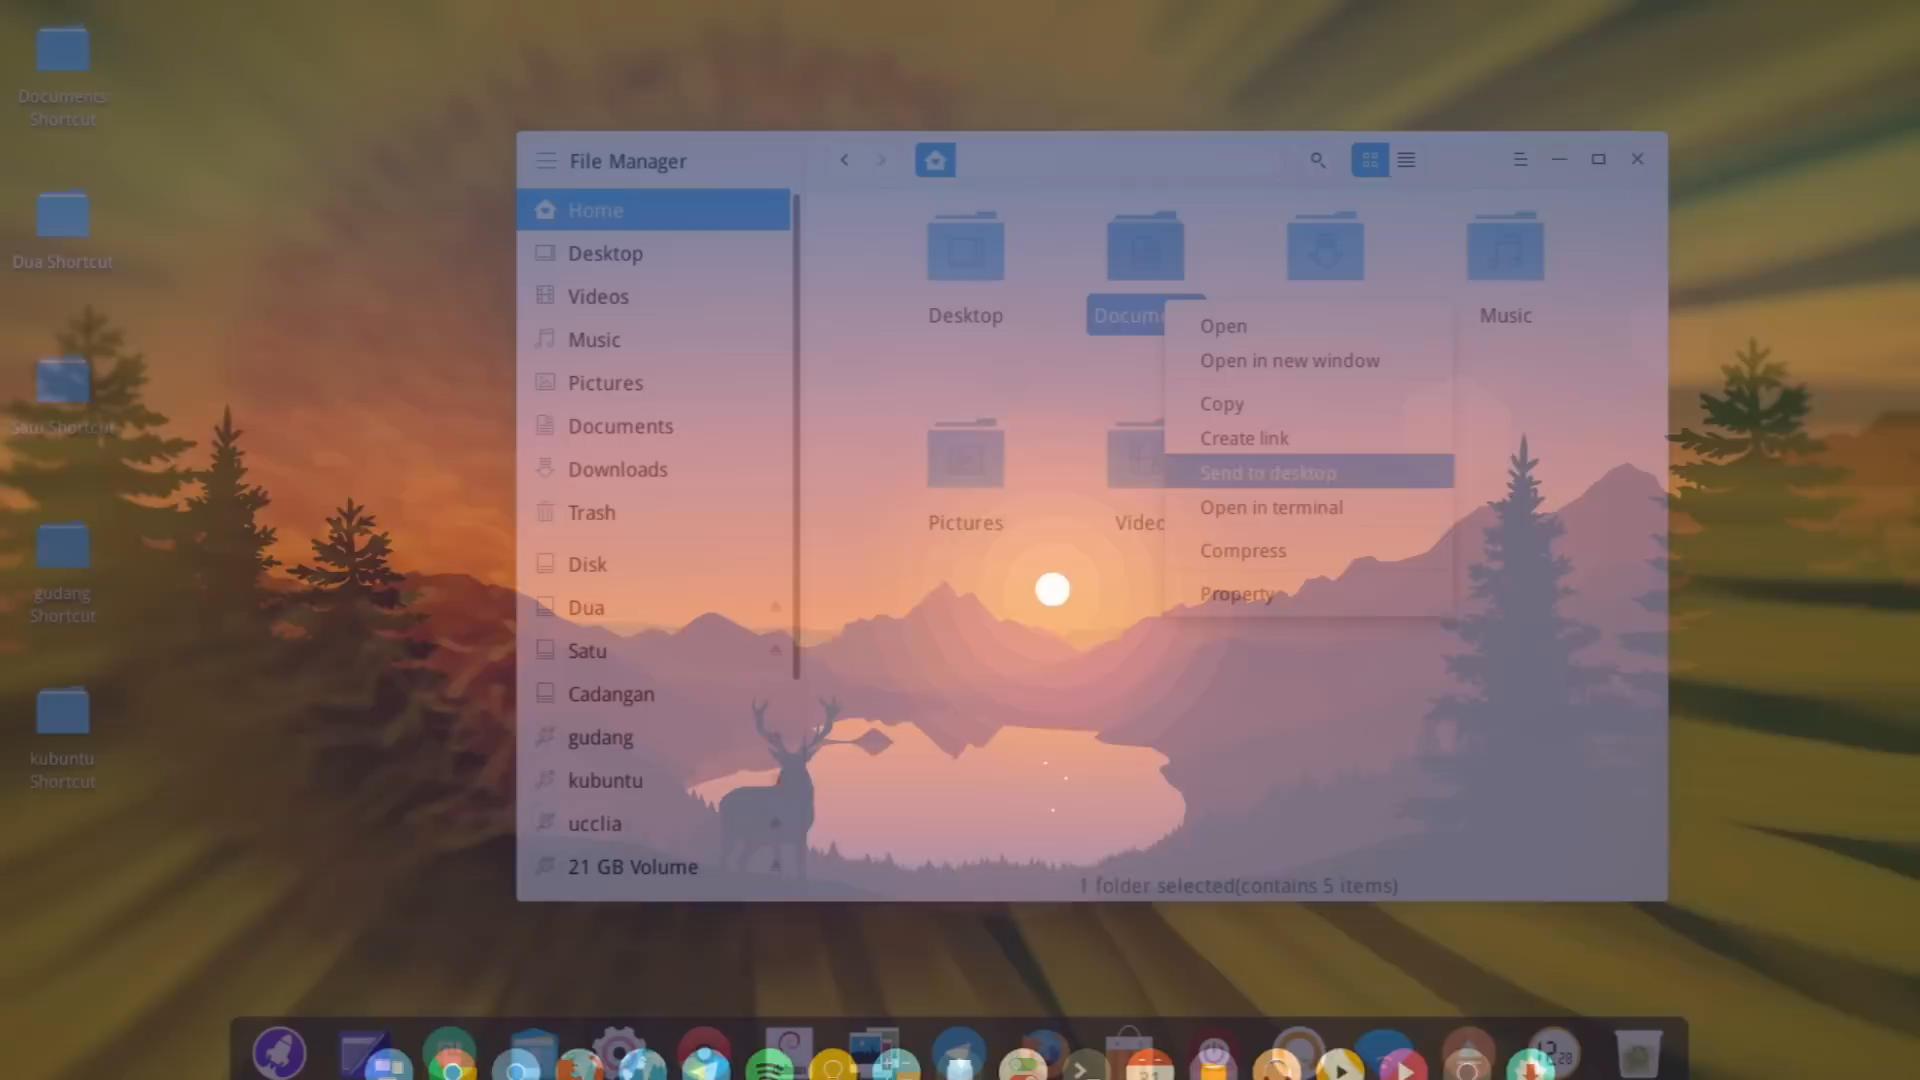 Documents
Shortcut
Dua Shortcut
Satu Shortcut
gudang
Shortcut
kubuntu
Shortcut
File Manager
Home
Desktop
Videos
Music
Pictures
Documents
Downloads
Trash
Disk
Dua
Satu
Cadangan
gudang
kubuntu
ucclia
21 GB Volume
Desktop
Docum
Music
Pictures
Video
Open
Open in new window
Copy
Create link
Send to desktop
Open in terminal
Compress
Property
1 folder selected(contains 5 items)